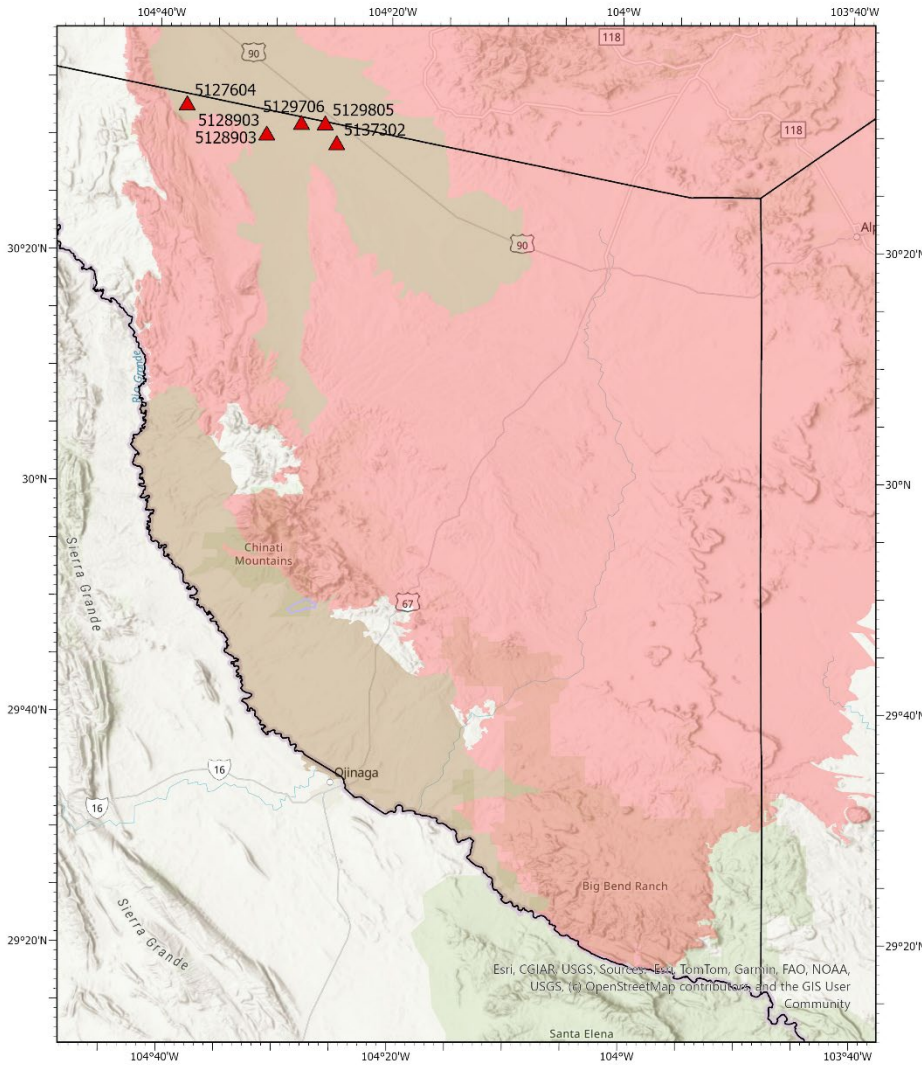 104°40'W
104°20'W
104°W
103°40'W
118
90
5127604
5129706
5129805
5128903
5128903
5137302
118
30°20'N
30°20'N
90
Alp
Rio Grande
30°N
30°N
Chinati
Mountains
Sierra Grande
67
29°40'N
29°40'N
16
Ojinaga
16
Big Bend Ranch
Sierra Grande
29°20'N
29°20'N
Esri, CGIAR, USGS, Sources: Esri, TomTom, Garmin, FAO, NOAA,
USGS, (c) OpenStreetMap contributors, and the GIS User
Community
Santa Elena
104°40'W
104°20'W
104°W
103°40'W